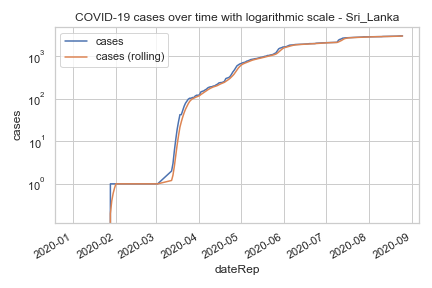 COVID-19 cases over time with logarithmic scale - Sri_Lanka
cases
cases (rolling)
10³
10²
10¹
10⁰
cases
2020-01
2020-02
2020-03
2020-04
2020-05
2020-06
2020-07
2020-08
2020-09
dateRep